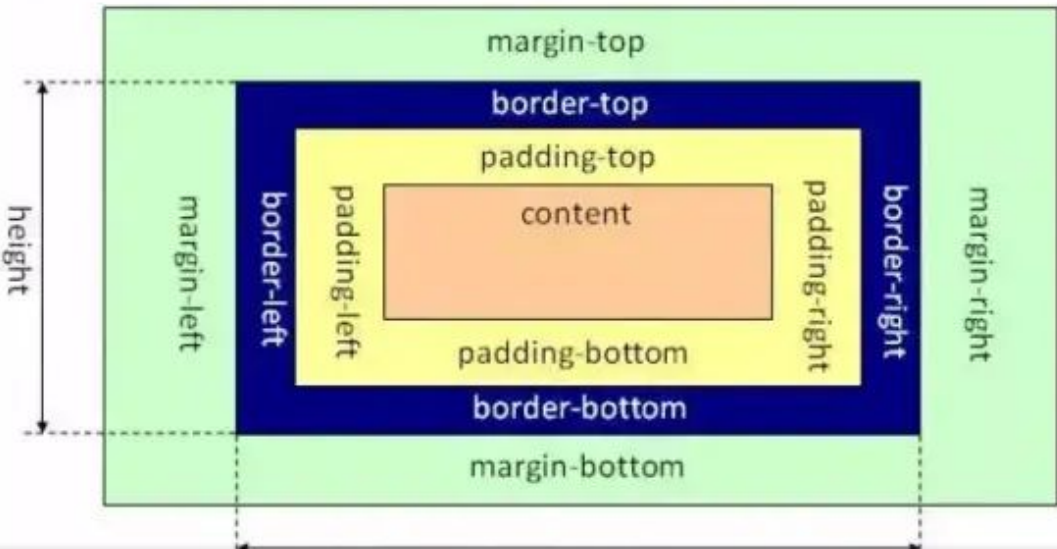 margin-top
border-top
padding-top
content
height
margin-left
border-left
padding-left
padding-right
border-right
margin-right
padding-bottom
border-bottom
margin-bottom